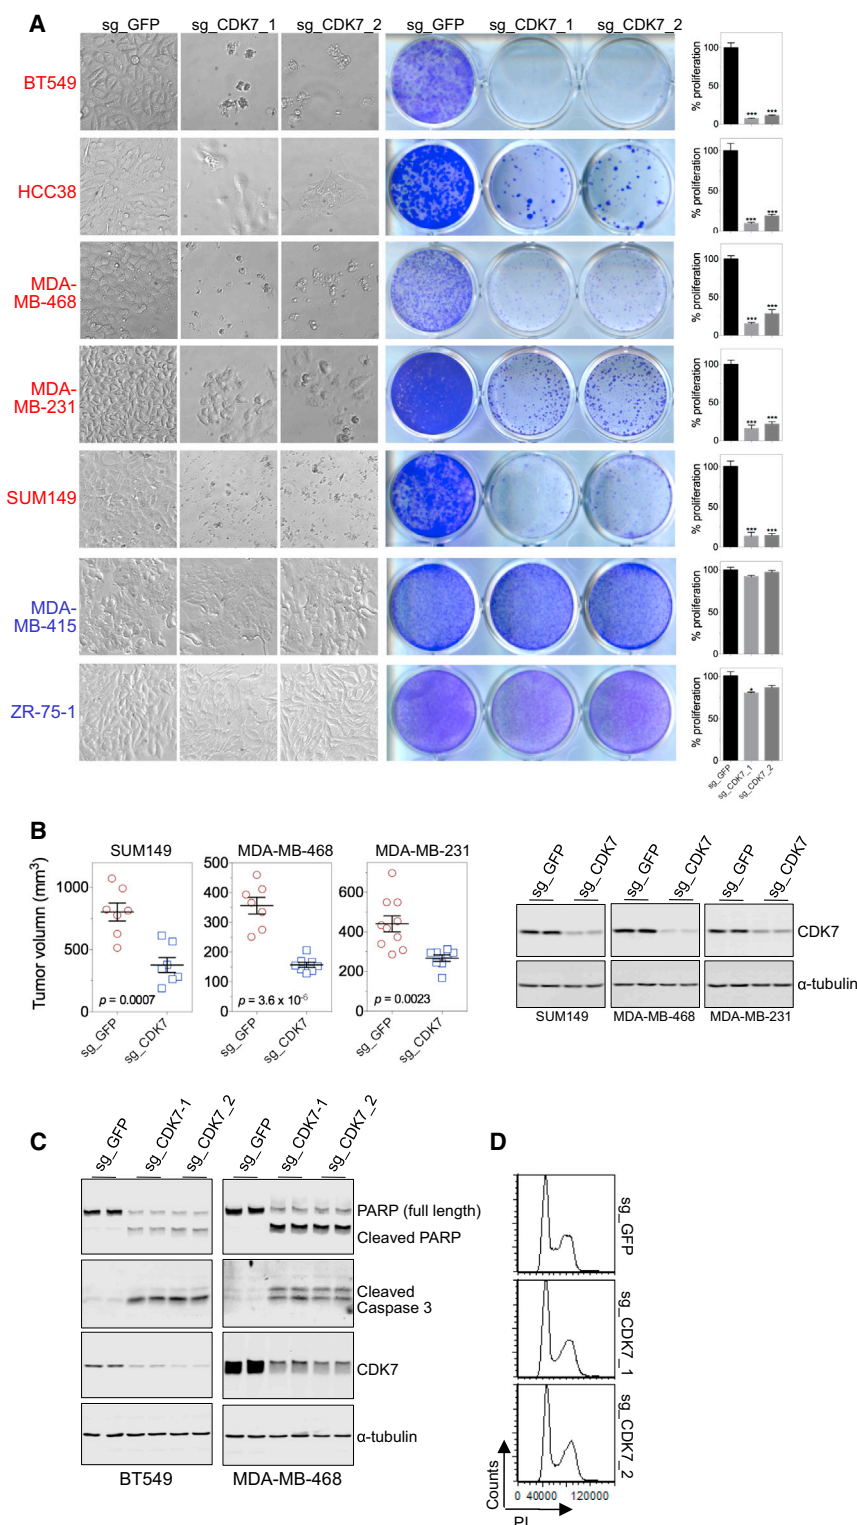 A
sg_GFP sg_CDK7_1 sg_CDK7_2 sg_GFP sg_CDK7_1 sg_CDK7_2
BT549
% proliferation
100
50
0
*** ***
HCC38
% proliferation
100
50
0
*** ***
MDA-
MB-468
% proliferation
100
50
0
*** ***
MDA-
MB-231
% proliferation
100
50
0
*** ***
SUM149
% proliferation
100
50
0
*** ***
MDA-
MB-415
% proliferation
100
50
0
ZR-75-1
% proliferation
100
50
0
*
sg_GFP
sg_CDK7_1
sg_CDK7_2
B
Tumor volumn (mm3)
SUM149
1000
500
0
p = 0.0007
sg_GFP
sg_CDK7
MDA-MB-468
500
400
300
200
100
0
p = 3.6 x 10-6
sg_GFP
sg_CDK7
MDA-MB-231
600
400
200
0
p = 0.0023
sg_GFP
sg_CDK7
sg_GFP sg_CDK7 sg_GFP sg_CDK7 sg_GFP sg_CDK7
CDK7
α-tubulin
SUM149 MDA-MB-468 MDA-MB-231
C
sg_GFP sg_CDK7-1 sg_CDK7_2 sg_GFP sg_CDK7-1 sg_CDK7_2
PARP (full length)
Cleaved PARP
Cleaved
Caspase 3
CDK7
α-tubulin
BT549 MDA-MB-468
D
sg_GFP
sg_CDK7_1
sg_CDK7_2
Counts
0 40000 120000
PI